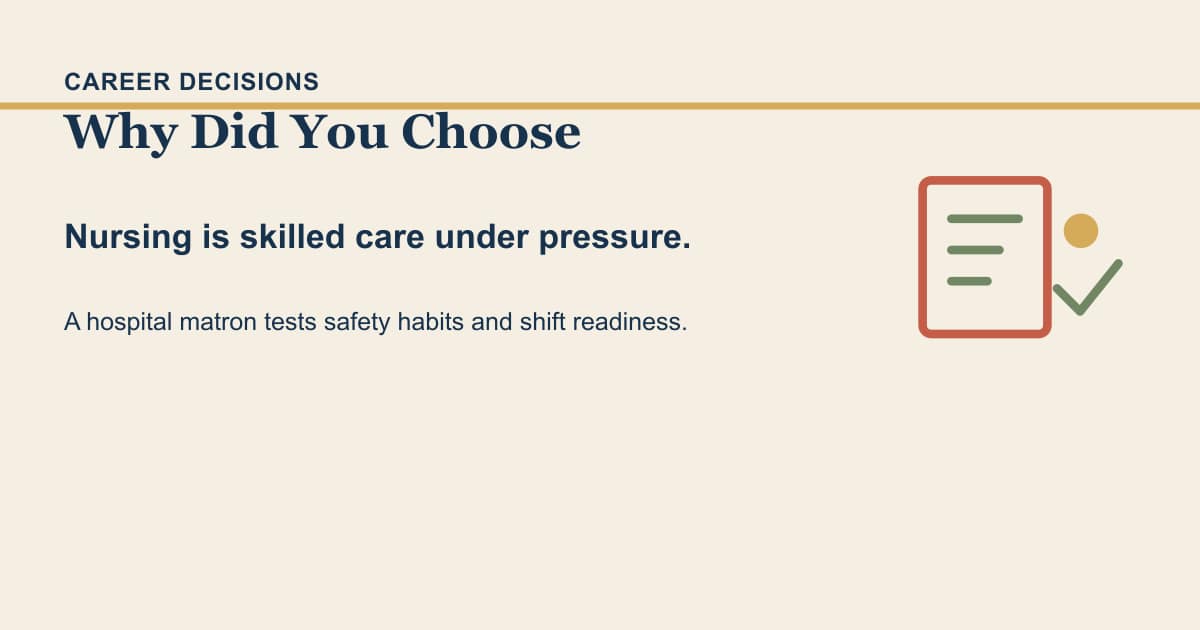 CAREER DECISIONS
Why Did You Choose
Nursing is skilled care under pressure.
A hospital matron tests safety habits and shift readiness.